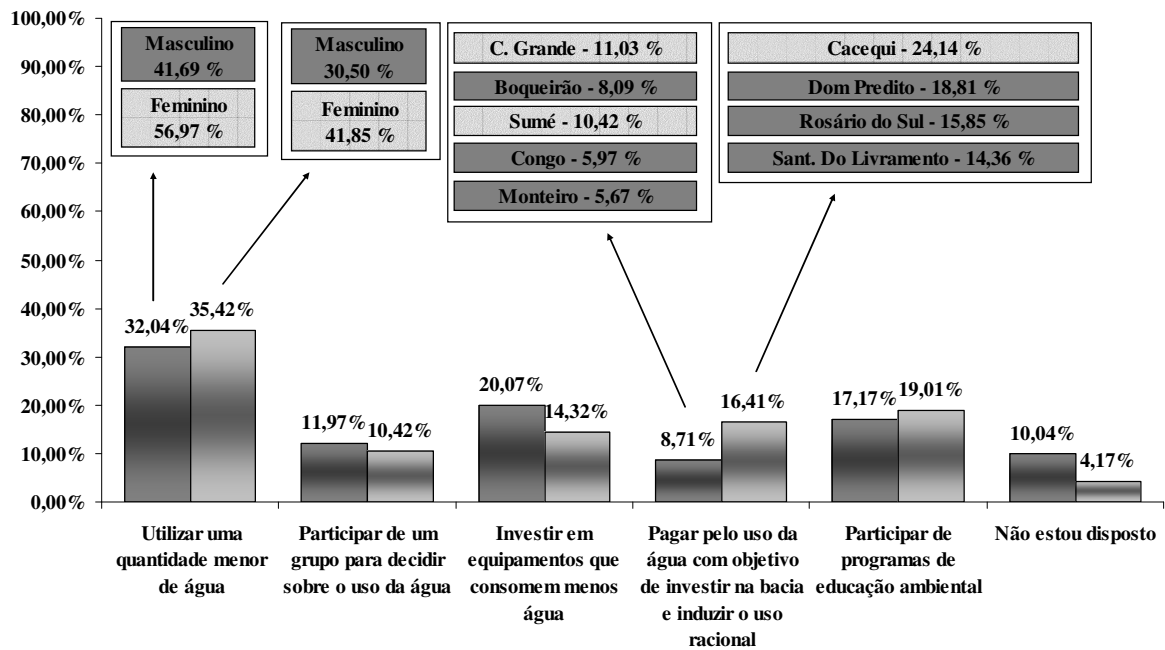 100,00%
90,00%
80,00%
70,00%
60,00%
50,00%
40,00%
30,00%
20,00%
10,00%
0,00%
Masculino
41,69 %
Feminino
56,97 %
Masculino
30,50 %
Feminino
41,85 %
C. Grande - 11,03 %
Boqueirão - 8,09 %
Sumé - 10,42 %
Congo - 5,97 %
Monteiro - 5,67 %
Cacequi - 24,14 %
Dom Predito - 18,81 %
Rosário do Sul - 15,85 %
Sant. Do Livramento - 14,36 %
32,04%
35,42%
11,97%
10,42%
20,07%
14,32%
8,71%
16,41%
17,17%
19,01%
10,04%
4,17%
Utilizar uma
quantidade menor
de água
Participar de um
grupo para decidir
sobre o uso da água
Investir em
equipamentos que
consomem menos
água
Pagar pelo uso da
água com objetivo
de investir na bacia
e induzir o uso
racional
Participar de
programas de
educação ambiental
Não estou disposto